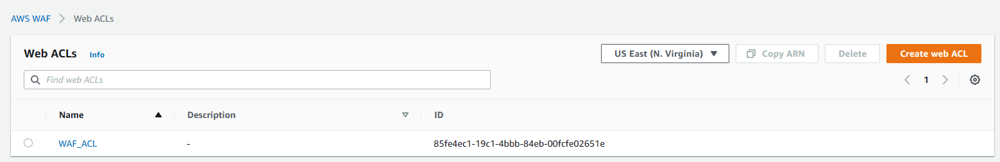 AWS WAF > Web ACLs
Web ACLs Info US East (N. Virginia) Copy ARN Delete Create web ACL
Find web ACLs 1
Name Description ID
WAF_ACL - 85fe4ec1-19c1-4bbb-84eb-00fcfe02651e